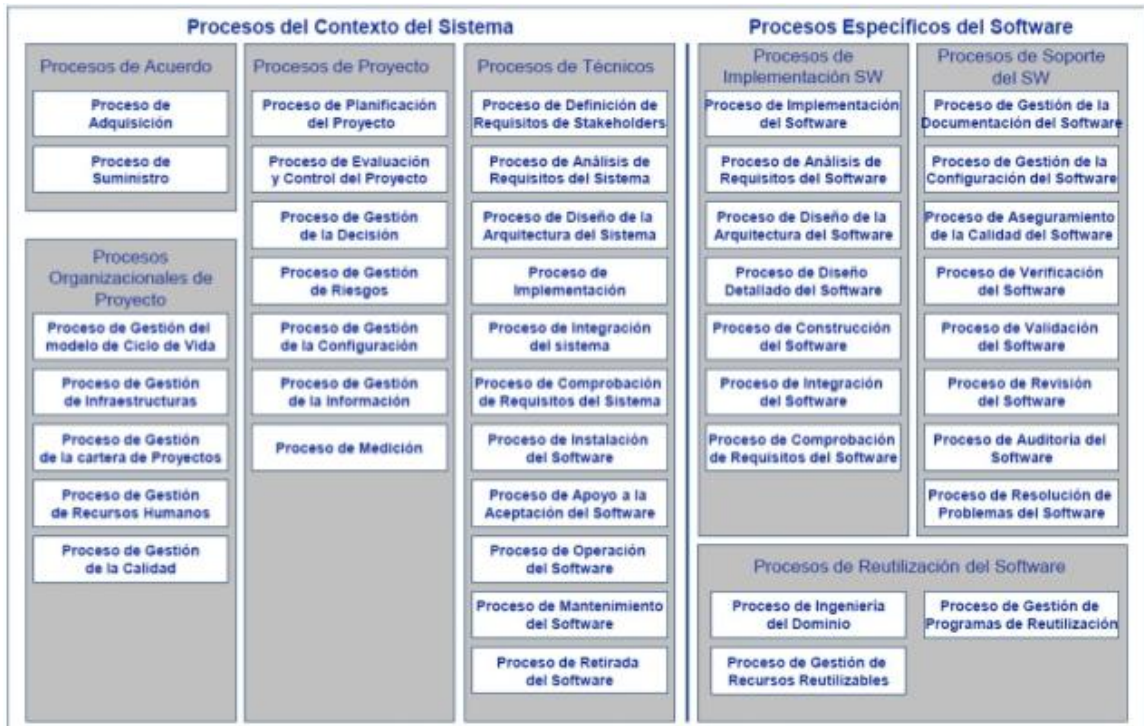 Procesos del Contexto del Sistema
Procesos de Acuerdo
Proceso de
Adquisición
Proceso de
Suministro
Procesos
Organizacionales de
Proyecto
Proceso de Gestión del
modelo de Ciclo de Vida
Proceso de Gestión
de Infraestructuras
Proceso de Gestión
de la cartera de Proyectos
Proceso de Gestión
de Recursos Humanos
Proceso de Gestión
de la Calidad
Procesos de Proyecto
Proceso de Planificación
del Proyecto
Proceso de Evaluación
y Control del Proyecto
Proceso de Gestión
de la Decisión
Proceso de Gestión
de Riesgos
Proceso de Gestión
de la Configuración
Proceso de Gestión
de la Información
Proceso de Medición
Procesos de Técnicos
Proceso de Definición de
Requisitos de Stakeholders
Proceso de Análisis de
Requisitos del Sistema
Proceso de Diseño de la
Arquitectura del Sistema
Proceso de
Implementación
Proceso de Integración
del sistema
Proceso de Comprobación
de Requisitos del Sistema
Proceso de Instalación
del Software
Proceso de Apoyo a la
Aceptación del Software
Proceso de Operación
del Software
Proceso de Mantenimiento
del Software
Proceso de Retirada
del Software
Procesos Específicos del Software
Procesos de
Implementación SW
Proceso de Implementación
del Software
Proceso de Análisis de
Requisitos del Software
Proceso de Diseño de la
Arquitectura del Software
Proceso de Diseño
Detallado del Software
Proceso de Construcción
del Software
Proceso de Integración
del Software
Proceso de Comprobación
de Requisitos del Software
Procesos de Soporte
del SW
Proceso de Gestión de la
Documentación del Software
Proceso de Gestión de la
Configuración del Software
Proceso de Aseguramiento
de la Calidad del Software
Proceso de Verificación
del Software
Proceso de Validación
del Software
Proceso de Revisión
del Software
Proceso de Auditoría del
Software
Proceso de Resolución de
Problemas del Software
Procesos de Reutilización del Software
Proceso de Ingeniería
del Dominio
Proceso de Gestión de
Recursos Reutilizables
Proceso de Gestión de
Programas de Reutilización